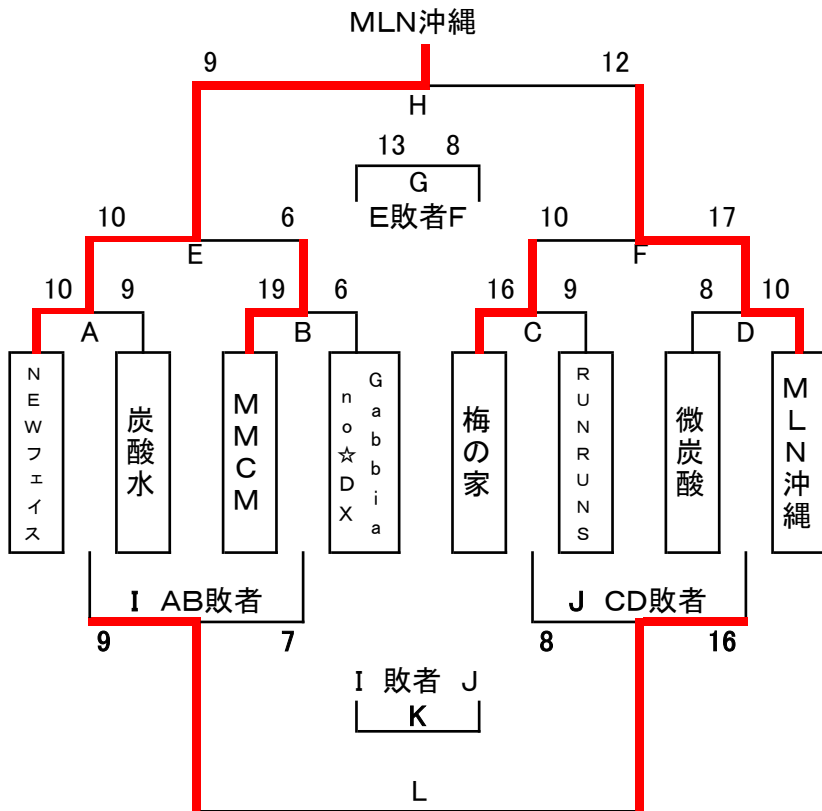 MLN沖縄
9 12
H
13 8
G
E敗者F
10 6 10 17
E F
10 9 19 6 16 9 8 10
A B C D
NEWフェイス
炭酸水
MMCM
Gabbia
no☆DX
梅の家
RUNRUNS
微炭酸
MLN沖縄
I AB敗者 J CD敗者
9 7 8 16
I 敗者 J
K
L